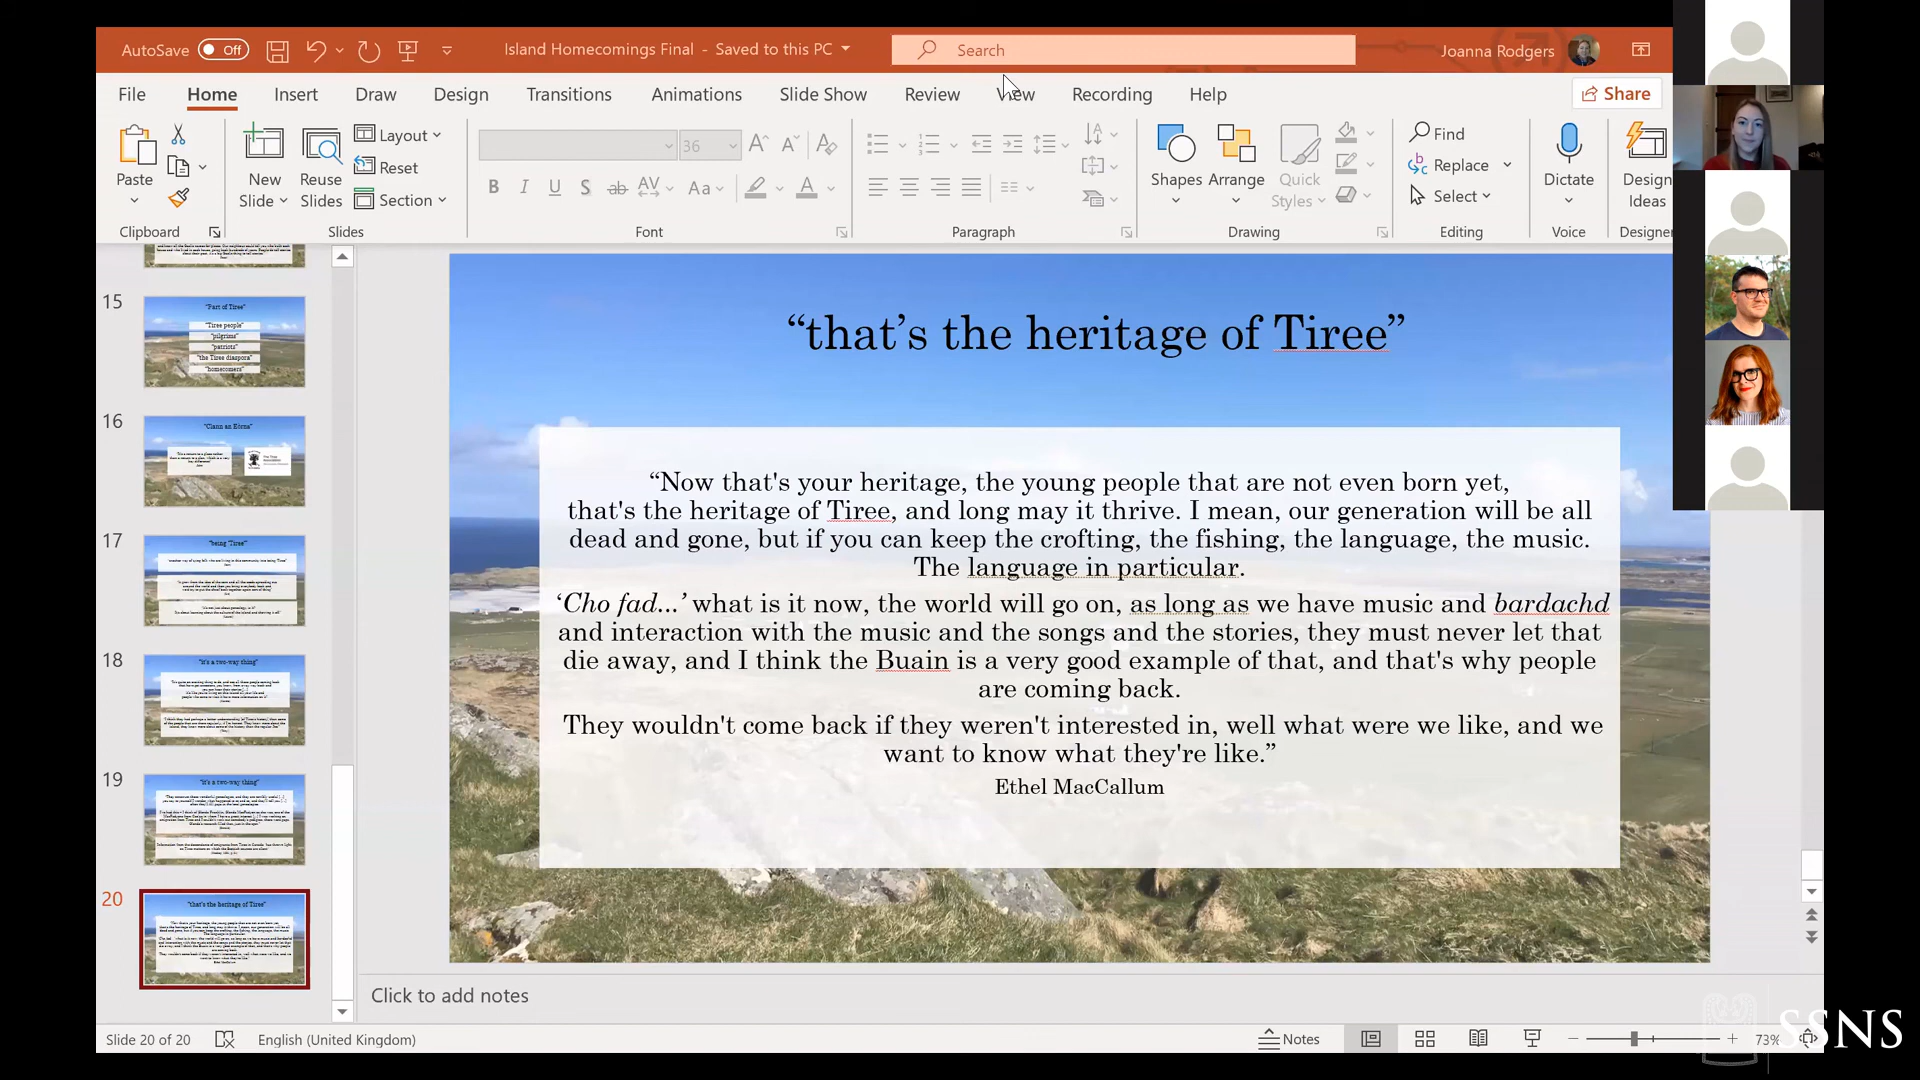 AutoSave Off
Island Homecomings Final - Saved to this PC
Search
Joanna Rodgers
File Home Insert Draw Design Transitions Animations Slide Show Review View Recording Help
Share
Paste
New Slide
Reuse Slides
Layout
Reset
Section
36
Find
Replace
Select
Shapes
Arrange
Quick Styles
Dictate
Design Ideas
Clipboard Slides Font Paragraph Drawing Editing Voice Designer
15
"Part of Tiree"
"Tiree people"
"pilgrims"
"patriots"
"the Tiree diaspora"
"homecomers"
16
"Clann an Eòrna"
17
"being 'Tiree'"
18
"it's a two-way thing"
19
"it's a two-way thing"
20
"that's the heritage of Tiree"
“that’s the heritage of Tiree”
“Now that's your heritage, the young people that are not even born yet,
that's the heritage of Tiree, and long may it thrive. I mean, our generation will be all
dead and gone, but if you can keep the crofting, the fishing, the language, the music.
The language in particular.
‘Cho fad...’ what is it now, the world will go on, as long as we have music and bardachd
and interaction with the music and the songs and the stories, they must never let that
die away, and I think the Buain is a very good example of that, and that's why people
are coming back.
They wouldn't come back if they weren't interested in, well what were we like, and we
want to know what they're like.”
Ethel MacCallum
Click to add notes
Slide 20 of 20
English (United Kingdom)
Notes
73%
SSNS